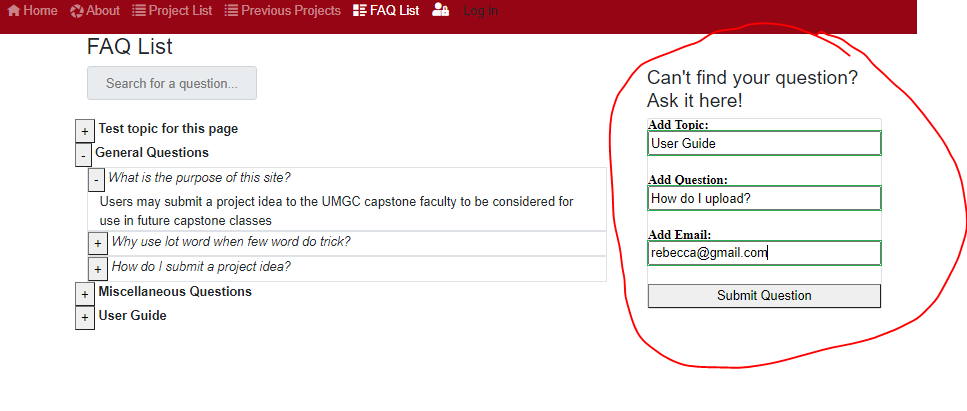 Home About Project List Previous Projects FAQ List Log in
FAQ List
Search for a question...
+ Test topic for this page
- General Questions
- What is the purpose of this site?
Users may submit a project idea to the UMGC capstone faculty to be considered for
use in future capstone classes
+ Why use lot word when few word do trick?
+ How do I submit a project idea?
+ Miscellaneous Questions
+ User Guide
Can't find your question?
Ask it here!
Add Topic:
User Guide
Add Question:
How do I upload?
Add Email:
rebecca@gmail.com
Submit Question